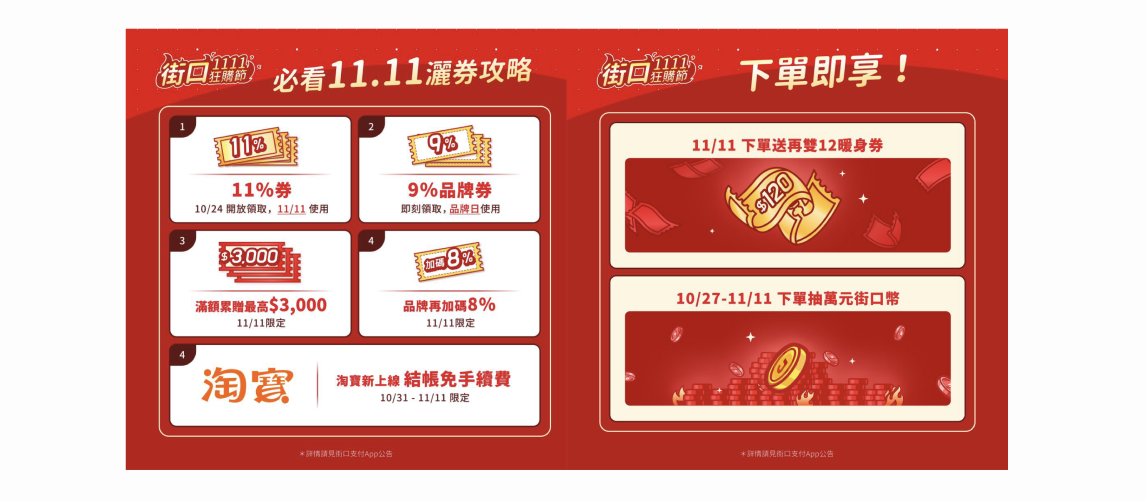 街口 1111 狂購節
必看11.11灑券攻略
1
11%
11%券
10/24 開放領取，11/11 使用
2
9%
9%品牌券
即刻領取，品牌日使用
3
$3,000
滿額累贈最高$3,000
11/11限定
4
加碼8%
品牌再加碼8%
11/11限定
4
淘寶
淘寶新上線 結帳免手續費
10/31 - 11/11 限定
＊詳情請見街口支付App公告
街口 1111 狂購節
下單即享！
11/11 下單送再雙12暖身券
$120
10/27-11/11 下單抽萬元街口幣
＊詳情請見街口支付App公告